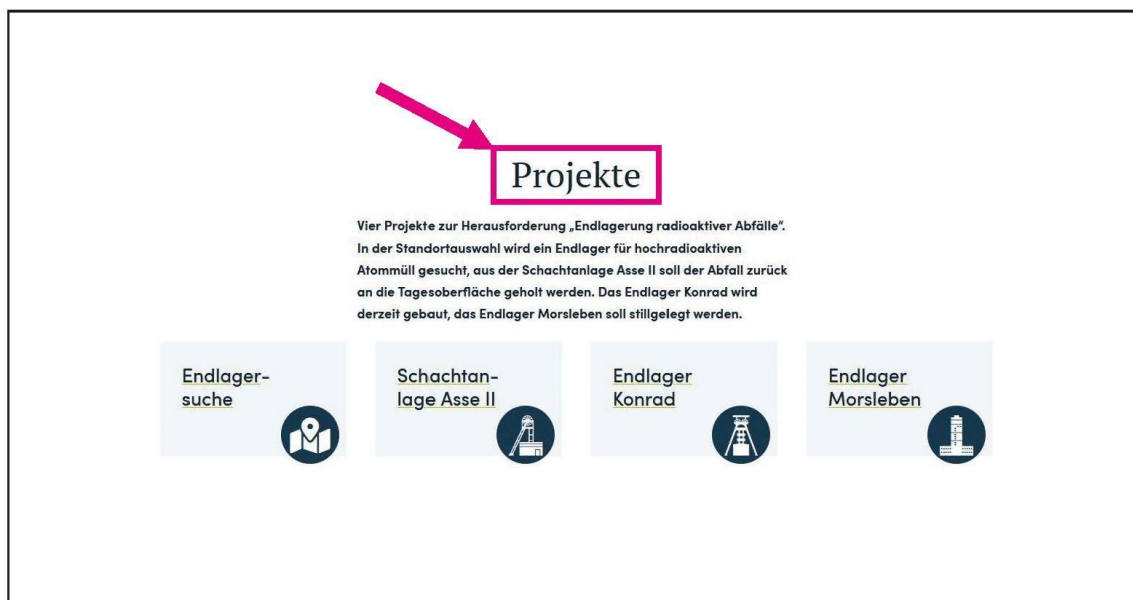 Projekte
Vier Projekte zur Herausforderung „Endlagerung radioaktiver Abfälle“.
In der Standortauswahl wird ein Endlager für hochradioaktiven
Atommüll gesucht, aus der Schachtanlage Asse II soll der Abfall zurück
an die Tagesoberfläche geholt werden. Das Endlager Konrad wird
derzeit gebaut, das Endlager Morsleben soll stillgelegt werden.
Endlager-
suche
Schachtan-
lage Asse II
Endlager
Konrad
Endlager
Morsleben